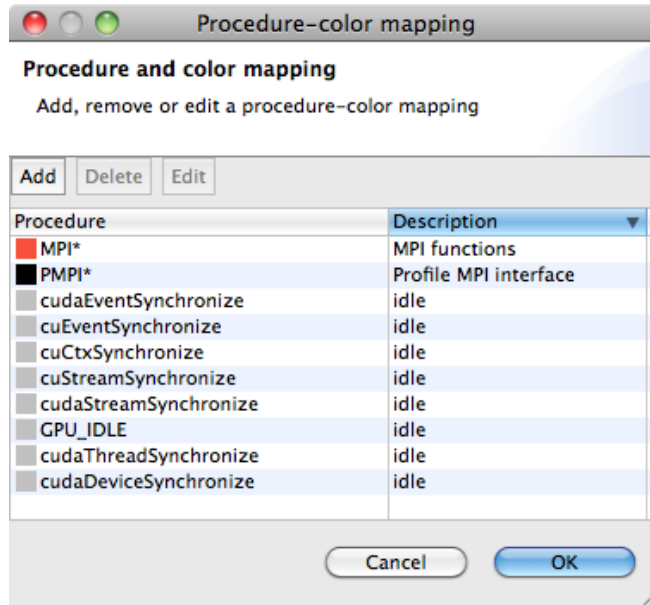 Procedure-color mapping
Procedure and color mapping
Add, remove or edit a procedure-color mapping
Add Delete Edit
Procedure Description
MPI* MPI functions
PMPI* Profile MPI interface
cudaEventSynchronize idle
cuEventSynchronize idle
cuCtxSynchronize idle
cuStreamSynchronize idle
cudaStreamSynchronize idle
GPU_IDLE idle
cudaThreadSynchronize idle
cudaDeviceSynchronize idle
Cancel OK